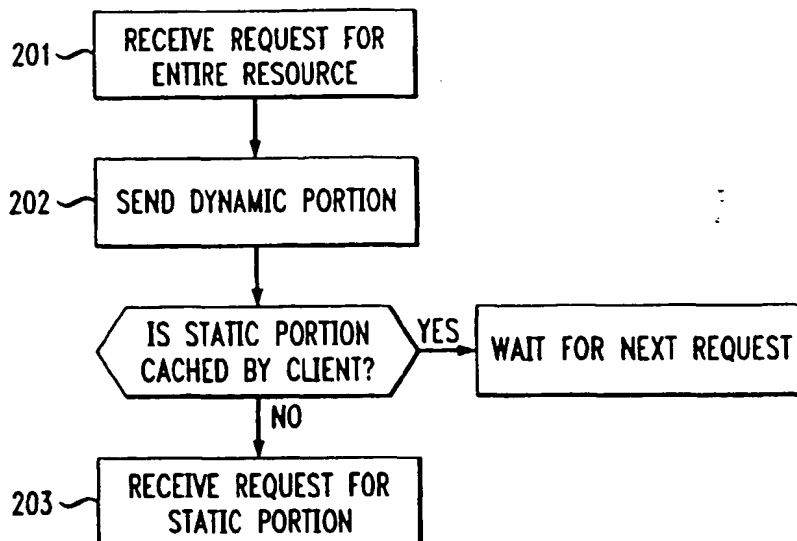 201
RECEIVE REQUEST FOR
ENTIRE RESOURCE
202
SEND DYNAMIC PORTION
IS STATIC PORTION
CACHED BY CLIENT?
YES
WAIT FOR NEXT REQUEST
NO
203
RECEIVE REQUEST FOR
STATIC PORTION